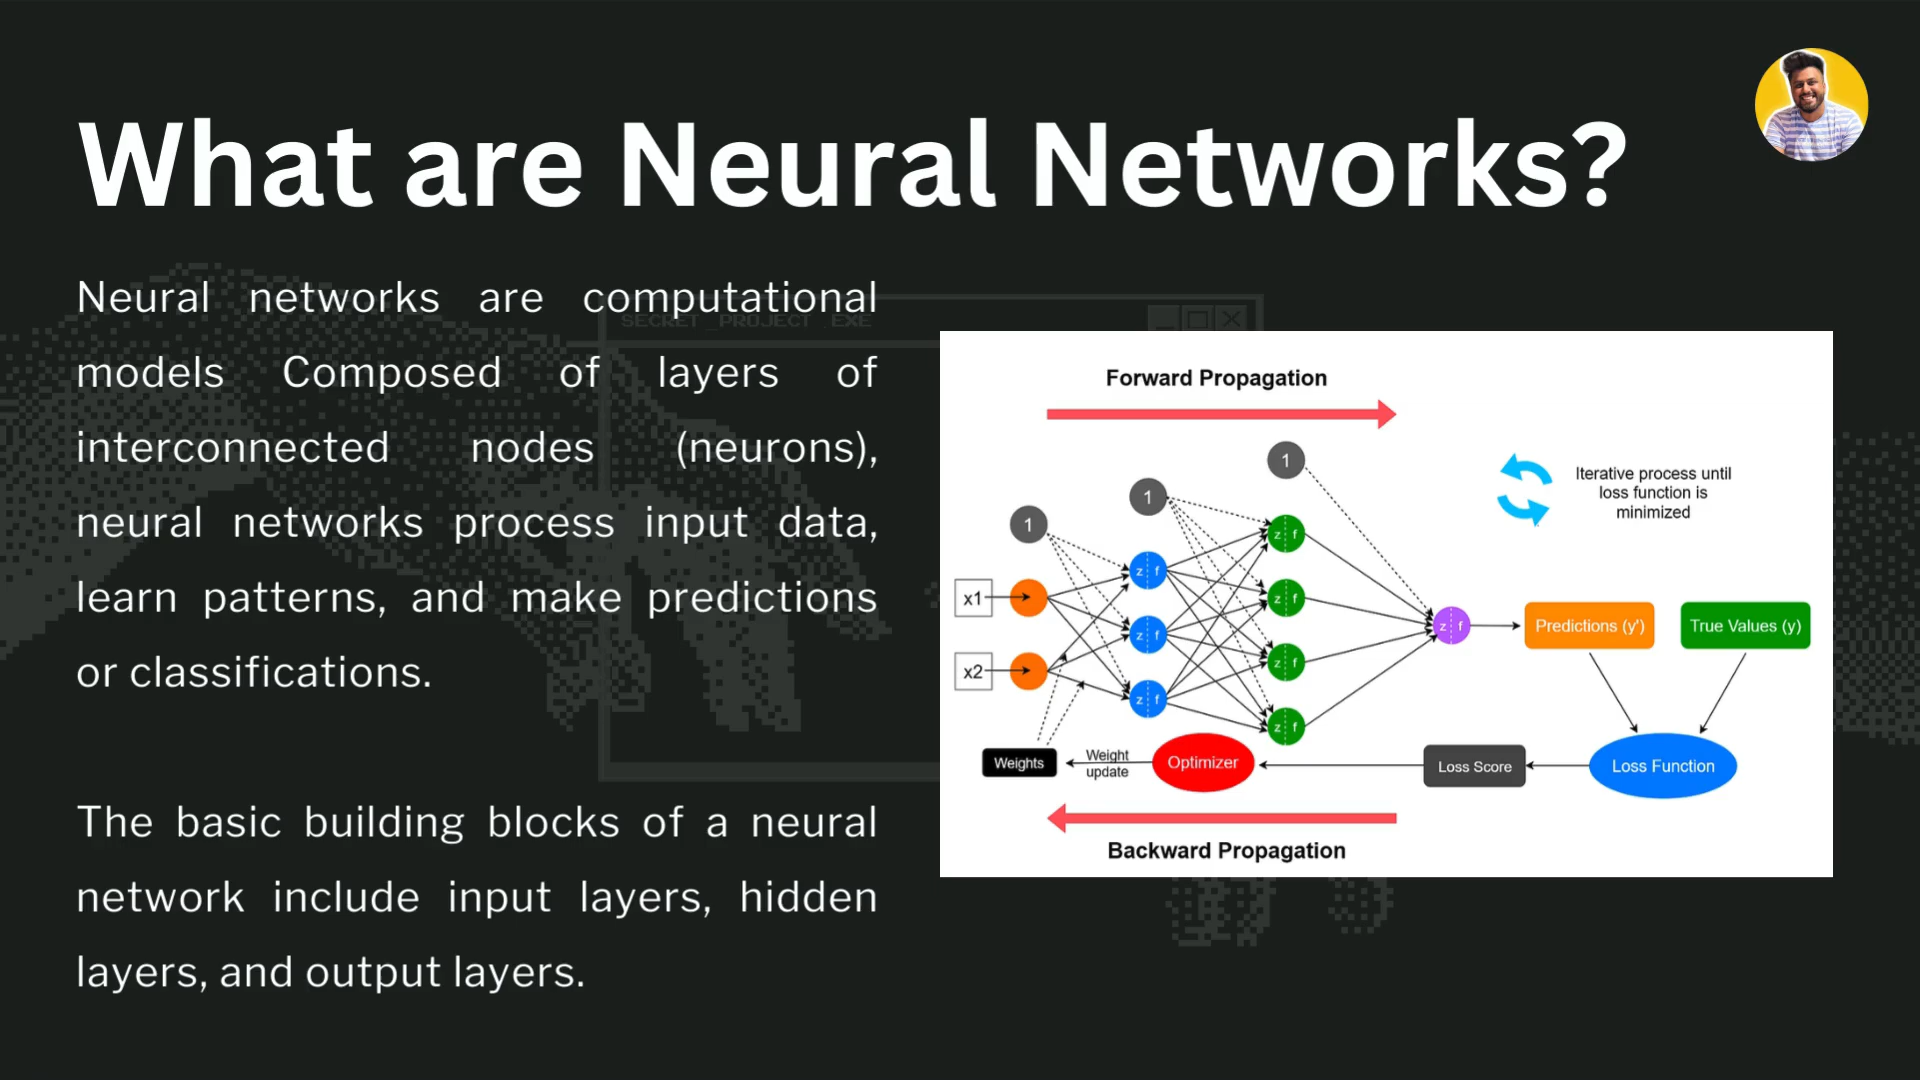 What are Neural Networks?
Neural networks are computational
models Composed of layers of
interconnected nodes (neurons),
neural networks process input data,
learn patterns, and make predictions
or classifications.
The basic building blocks of a neural
network include input layers, hidden
layers, and output layers.
SECRET_PROJECT.EXE
Forward Propagation
Iterative process until
loss function is
minimized
1
1
1
x1
x2
z f
z f
z f
z f
z f
z f
z f
z f
Predictions (y')
True Values (y)
Weights
Weight
update
Optimizer
Loss Score
Loss Function
Backward Propagation